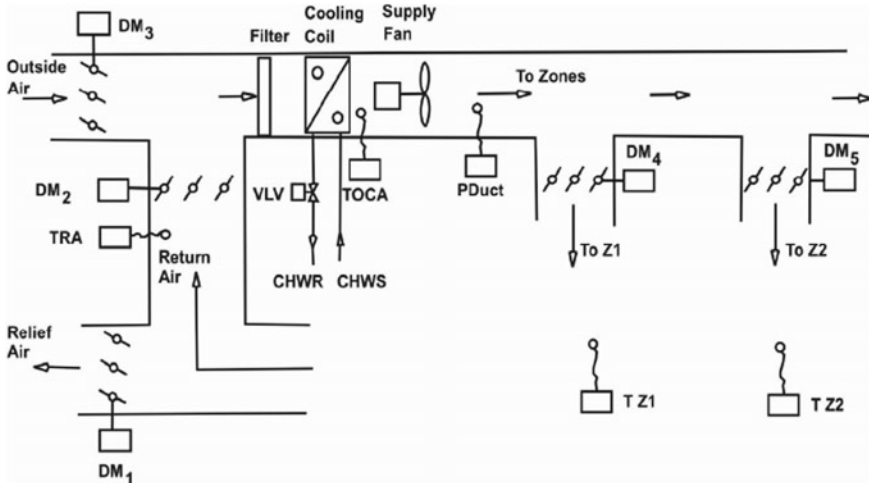 DM3
Filter
Cooling
Coil
Supply
Fan
Outside
Air
To Zones
DM2
VLV
TOCA
PDuct
DM4
DM5
TRA
Return
Air
To Z1
To Z2
CHWR
CHWS
Relief
Air
T Z1
T Z2
DM1